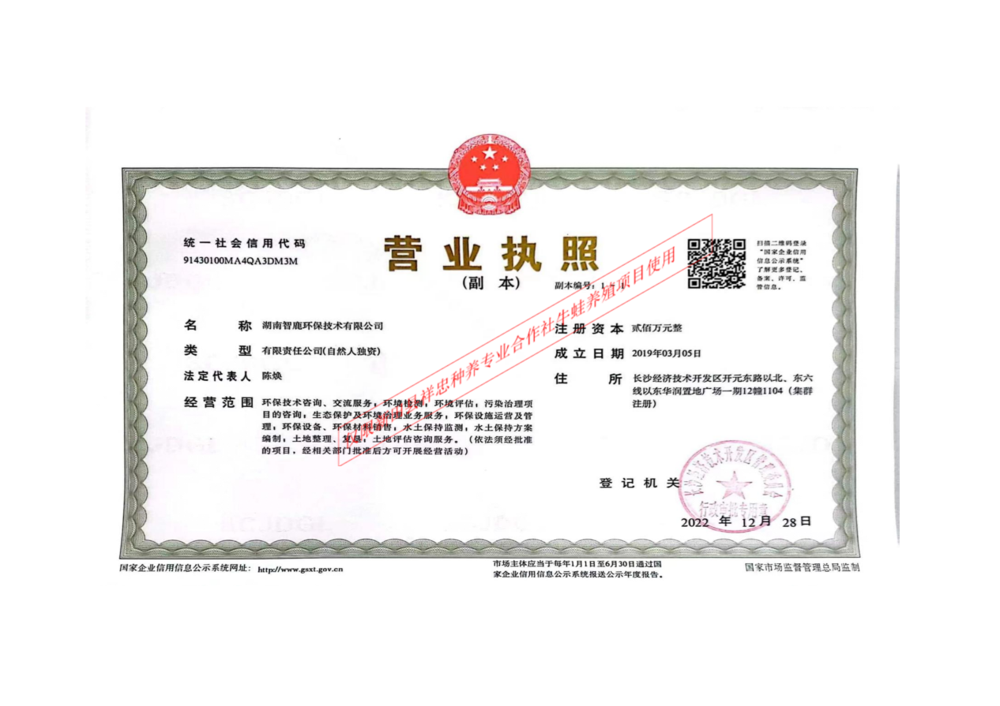 统一社会信用代码
91430100MA4QA3DM3M
营业执照
(副 本)
副本编号：1 - 1
扫描二维码登录
“国家企业信用
信息公示系统”
了解更多登记、
备案、许可、监
管信息。
名 称 湖南智鹿环保技术有限公司
类 型 有限责任公司(自然人独资)
法定代表人 陈焕
经营范围 环保技术咨询、交流服务；环境检测；环境评估；污染治理项
目的咨询；生态保护及环境治理业务服务；环保设施运营及管
理；环保设备、环保材料销售；水土保持监测；水土保持方案
编制；土地整理、复垦；土地评估咨询服务。（依法须经批准
的项目，经相关部门批准后方可开展经营活动）
注册资本 贰佰万元整
成立日期 2019年03月05日
住 所 长沙经济技术开发区开元东路以北、东六
线以东华润置地广场一期12幢1104（集群
注册）
祥忠种养专业合作社牛蛙养殖项目使用
登记机关
长沙经济技术开发区管理委员会
行政审批专用章
2022 年 12月 28日
国家企业信用信息公示系统网址： http://www.gsxt.gov.cn
市场主体应当于每年1月1日至6月30日通过国
家企业信用信息公示系统报送公示年度报告。
国家市场监督管理总局监制